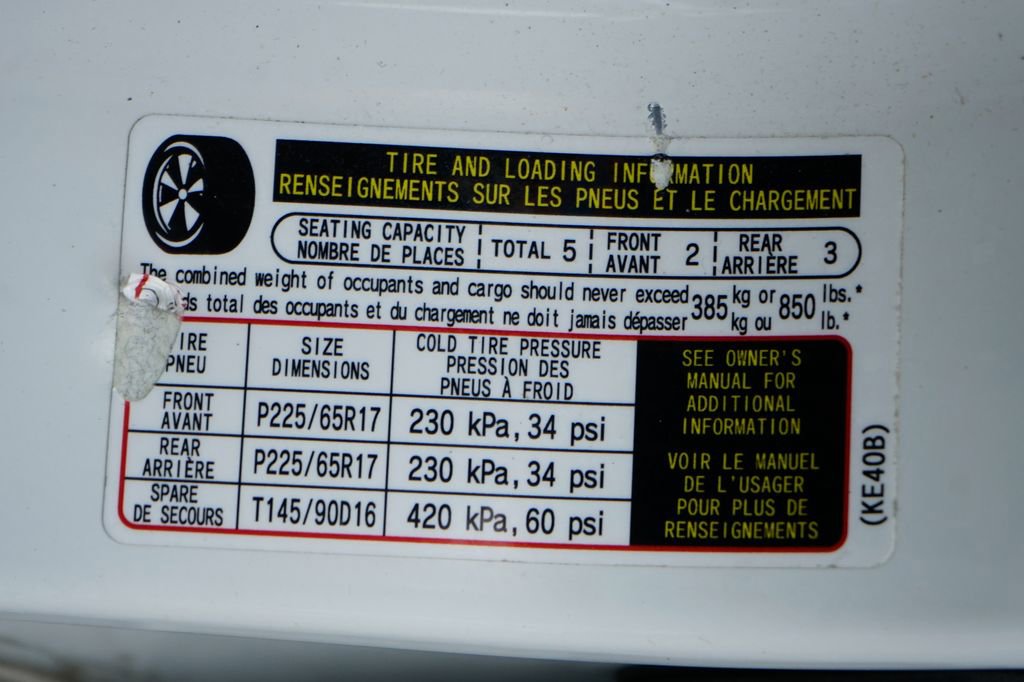 TIRE AND LOADING INFORMATION
RENSEIGNEMENTS SUR LES PNEUS ET LE CHARGEMENT
SEATING CAPACITY TOTAL 5 FRONT 2 REAR 3
NOMBRE DE PLACES AVANT ARRIÈRE
The combined weight of occupants and cargo should never exceed 385 kg or 850 lbs.*
ds total des occupants et du chargement ne doit jamais dépasser kg ou lb.*
IRE SIZE COLD TIRE PRESSURE
PNEU DIMENSIONS PRESSION DES
PNEUS À FROID
FRONT
AVANT P225/65R17 230 kPa, 34 psi
REAR
ARRIÈRE P225/65R17 230 kPa, 34 psi
SPARE
DE SECOURS T145/90D16 420 kPa, 60 psi
SEE OWNER'S
MANUAL FOR
ADDITIONAL
INFORMATION
VOIR LE MANUEL
DE L'USAGER
POUR PLUS DE
RENSEIGNEMENTS
(KE40B)